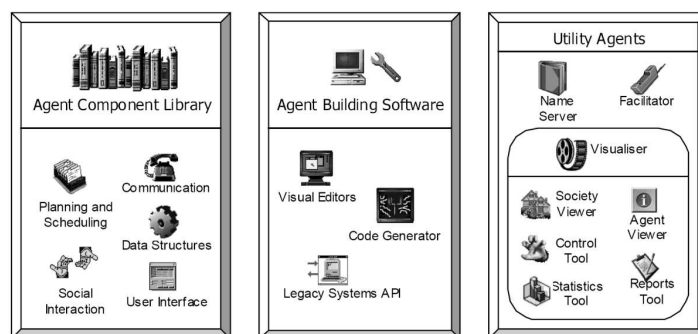 Agent Component Library
Planning and
Scheduling
Communication
Data Structures
Social
Interaction
User Interface
Agent Building Software
Visual Editors
Code Generator
Legacy Systems API
Utility Agents
Name
Server
Facilitator
Visualiser
Society
Viewer
Agent
Viewer
Control
Tool
Statistics
Tool
Reports
Tool